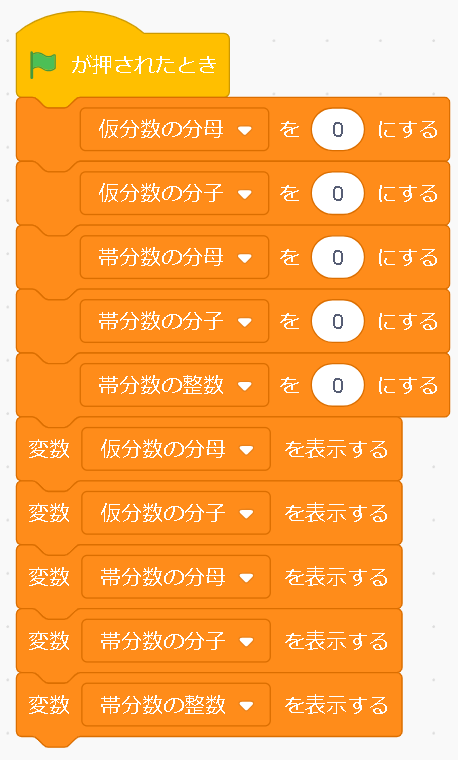 が押されたとき
仮分数の分母 を 0 にする
仮分数の分子 を 0 にする
帯分数の分母 を 0 にする
帯分数の分子 を 0 にする
帯分数の整数 を 0 にする
変数 仮分数の分母 を表示する
変数 仮分数の分子 を表示する
変数 帯分数の分母 を表示する
変数 帯分数の分子 を表示する
変数 帯分数の整数 を表示する